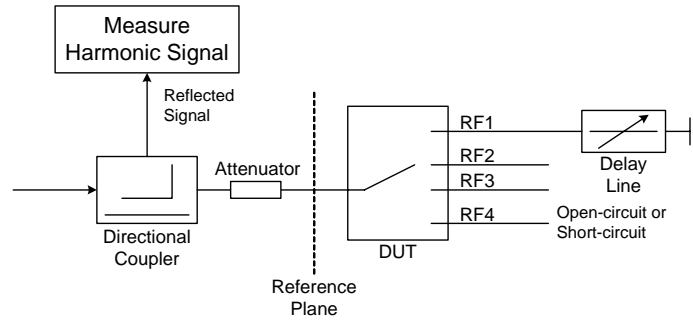 Measure
Harmonic Signal
Reflected
Signal
Attenuator
RF1
RF2
RF3
RF4
Delay
Line
Open-circuit or
Short-circuit
Directional
Coupler
DUT
Reference
Plane